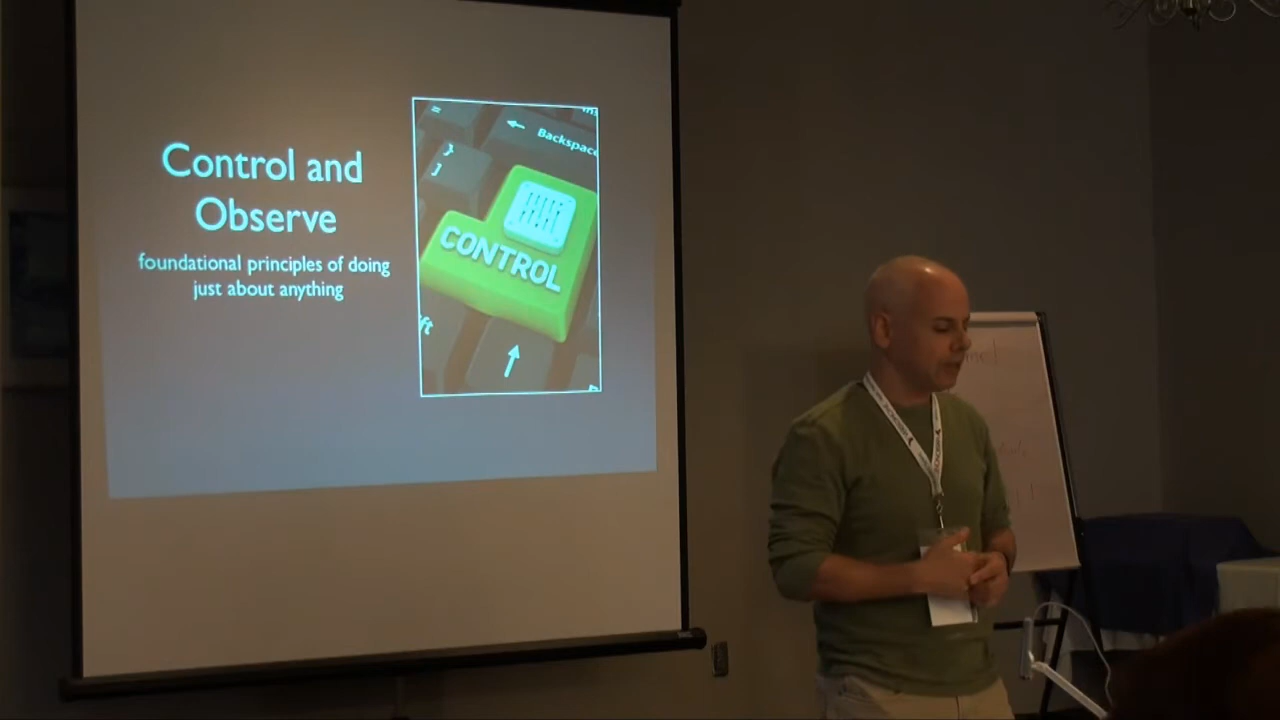 Control and
Observe
foundational principles of doing
just about anything
=
Backspace
}
]
CONTROL